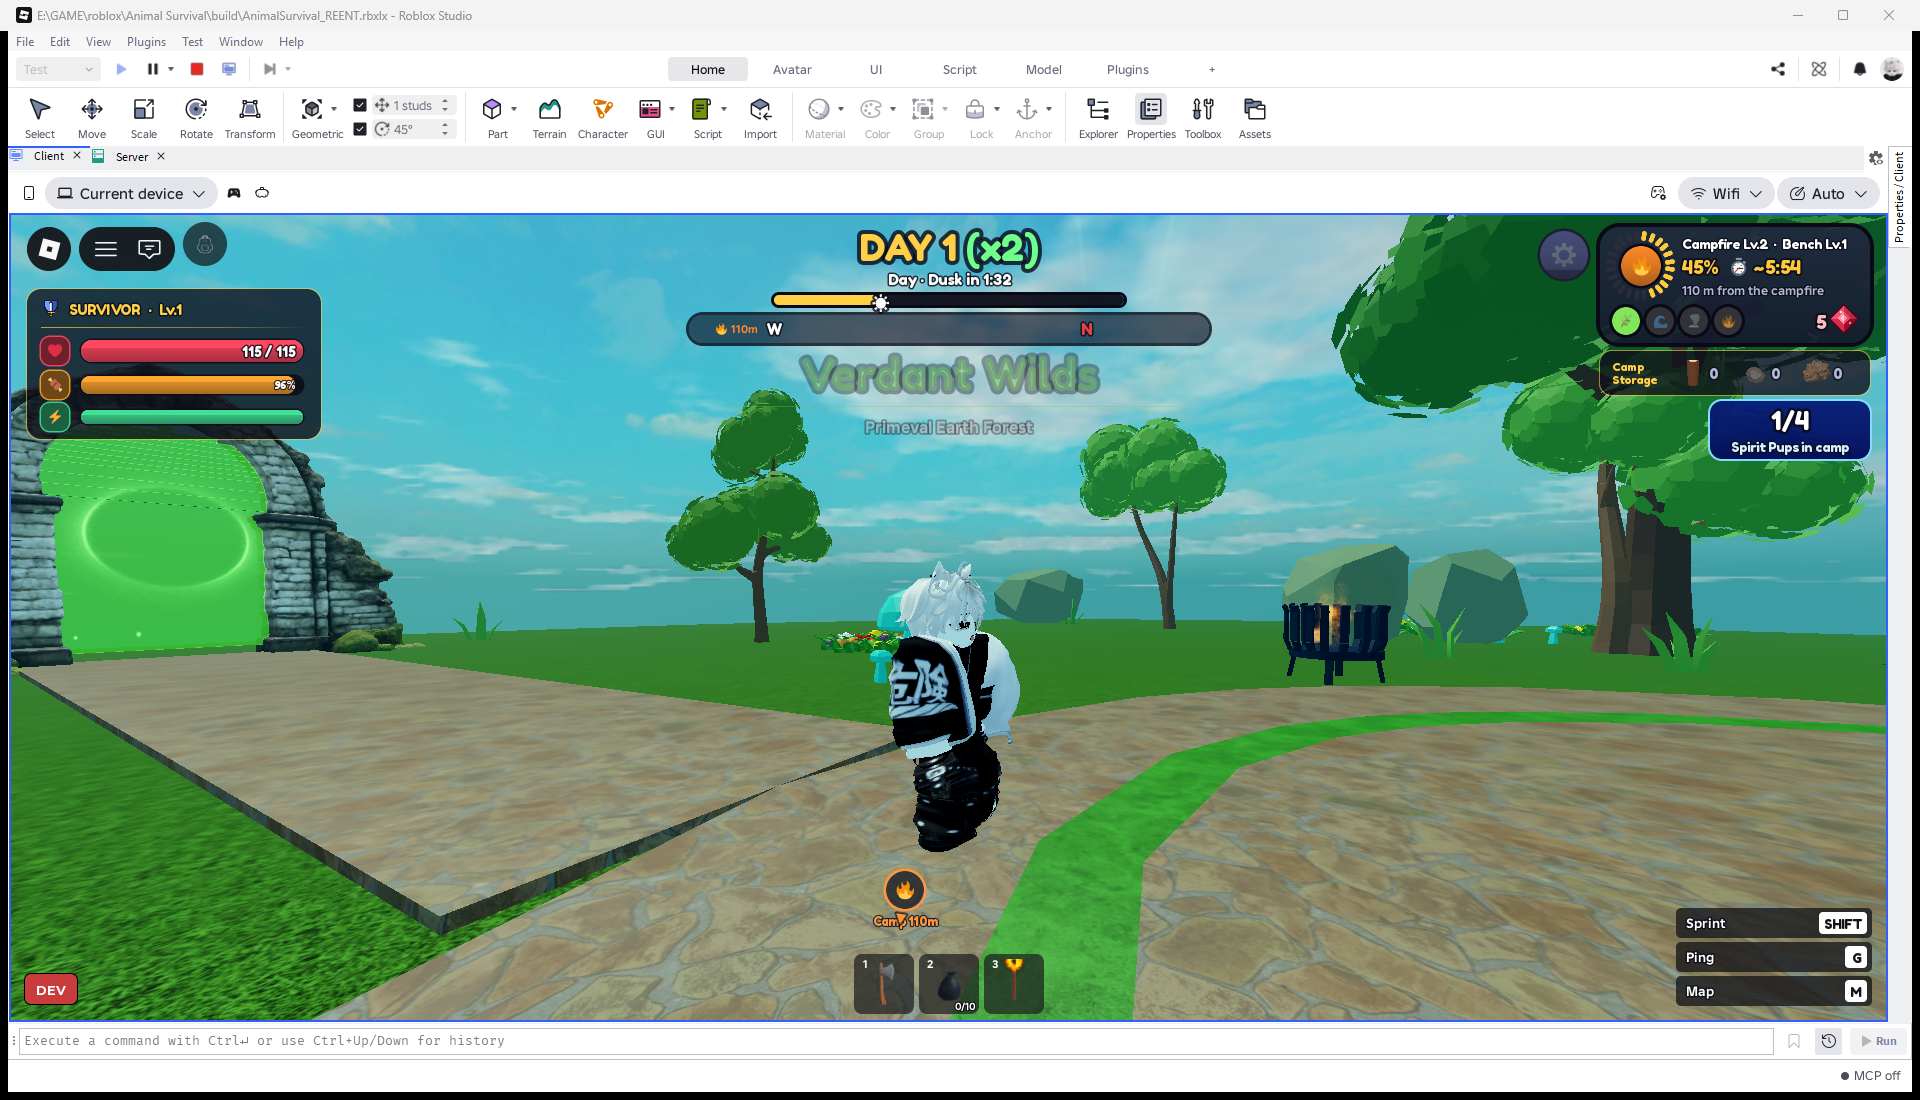 E:\GAME\roblox\Animal Survival\build\AnimalSurvival_REENT.rbxlx - Roblox Studio
File Edit View Plugins Test Window Help
Test
Home Avatar UI Script Model Plugins +
Select Move Scale Rotate Transform Geometric
1 studs
45°
Part Terrain Character GUI Script Import Material Color Group Lock Anchor Explorer Properties Toolbox Assets
Client Server
Properties / Client
Current device
Wifi Auto
DAY 1 (x2)
Day · Dusk in 1:32
110m W N
Verdant Wilds
Primeval Earth Forest
SURVIVOR · Lv.1
115 / 115
96%
Campfire Lv.2 · Bench Lv.1
45% ~5:54
110 m from the campfire
5
Camp
Storage
0 0 0
1/4
Spirit Pups in camp
危険
Camp 110m
1 2 3
0/10
Sprint SHIFT
Ping G
Map M
DEV
Execute a command with Ctrl↵ or use Ctrl+Up/Down for history
Run
MCP off